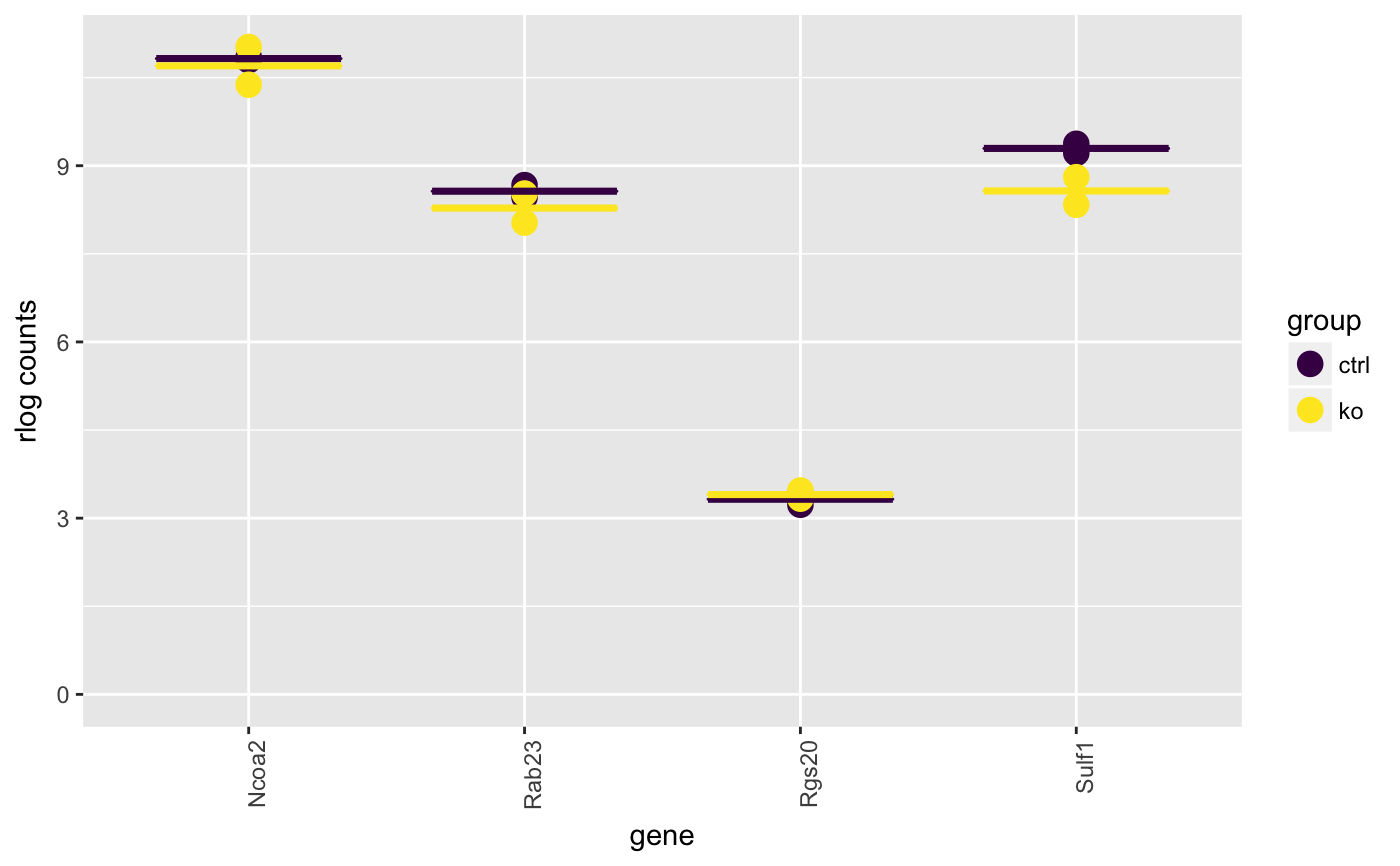 9
6
3
0
rlog counts
Ncoa2
Rab23
Rgs20
Sulf1
gene
group
ctrl
ko